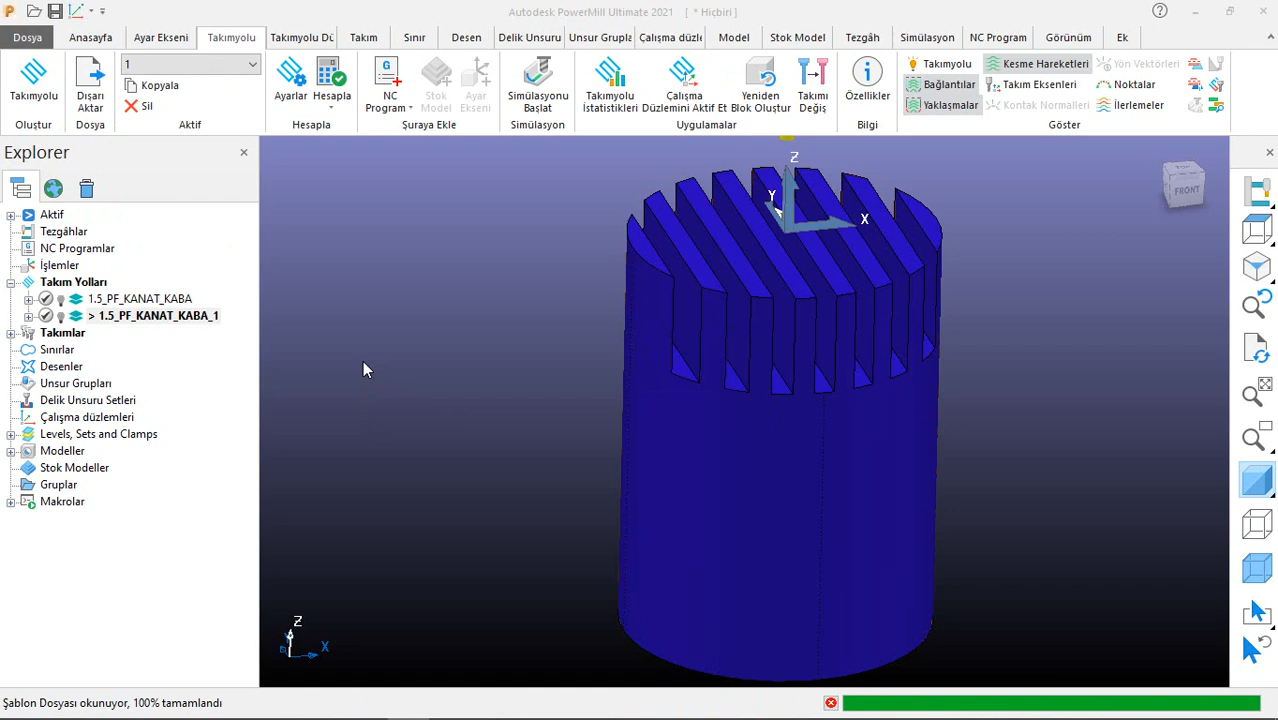 Autodesk PowerMill Ultimate 2021 [ * Hiçbiri ]
Dosya Anasayfa Ayar Ekseni Takımyolu Takımyolu Dü Takım Sınır Desen Delik Unsuru Unsur Grupla Çalışma düzle Model Stok Model Tezgâh Simülasyon NC Program Görünüm Ek
Takımyolu
Oluştur
Dışarı Aktar
Dosya
1
Kopyala
Sil
Aktif
Ayarlar
Hesapla
Hesapla
NC Program
Stok Model
Ayar Ekseni
Şuraya Ekle
Simülasyonu Başlat
Simülasyon
Takımyolu İstatistikleri
Çalışma Düzlemini Aktif Et
Yeniden Blok Oluştur
Takımı Değiş
Uygulamalar
Özellikler
Bilgi
Takımyolu Kesme Hareketleri Yön Vektörleri
Bağlantılar Takım Eksenleri Noktalar
Yaklaşmalar Kontak Normalleri İlerlemeler
Göster
Explorer
Aktif
Tezgâhlar
NC Programlar
İşlemler
Takım Yolları
1.5_PF_KANAT_KABA
> 1.5_PF_KANAT_KABA_1
Takımlar
Sınırlar
Desenler
Unsur Grupları
Delik Unsuru Setleri
Çalışma düzlemleri
Levels, Sets and Clamps
Modeller
Stok Modeller
Gruplar
Makrolar
Z
Y
X
FRONT
Z
X
Şablon Dosyası okunuyor, 100% tamamlandı